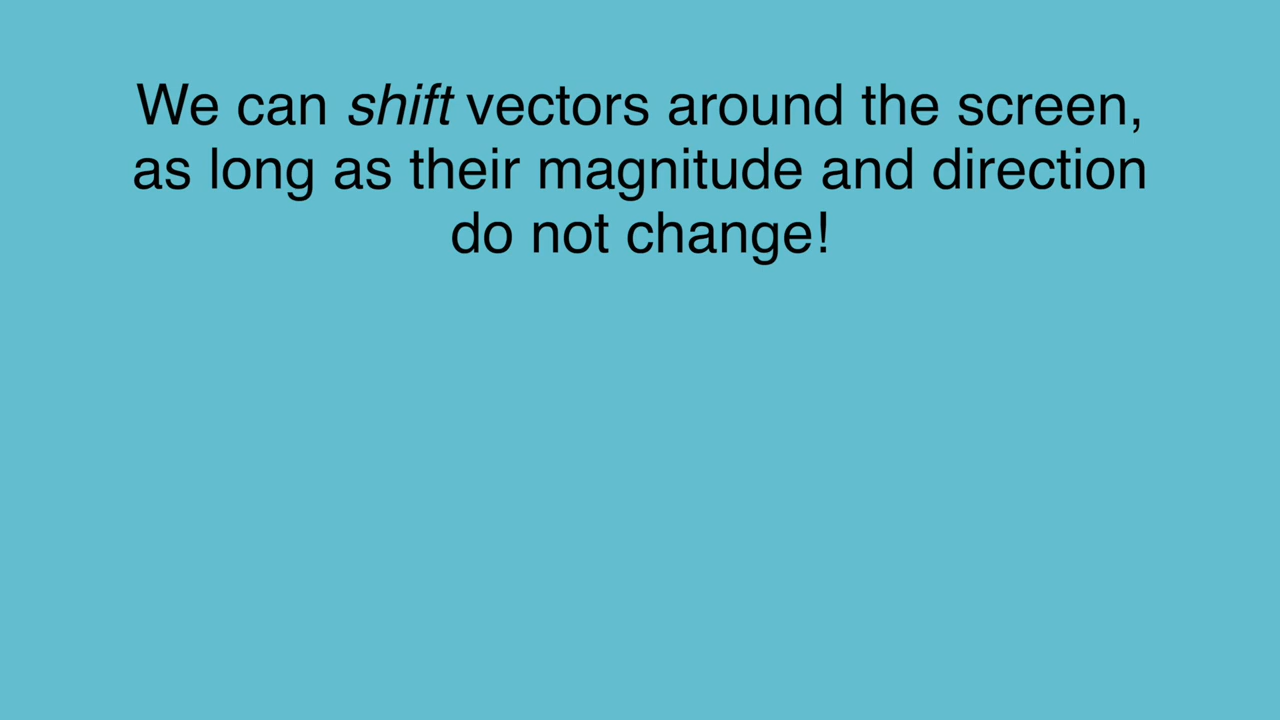 We can shift vectors around the screen,
as long as their magnitude and direction
do not change!